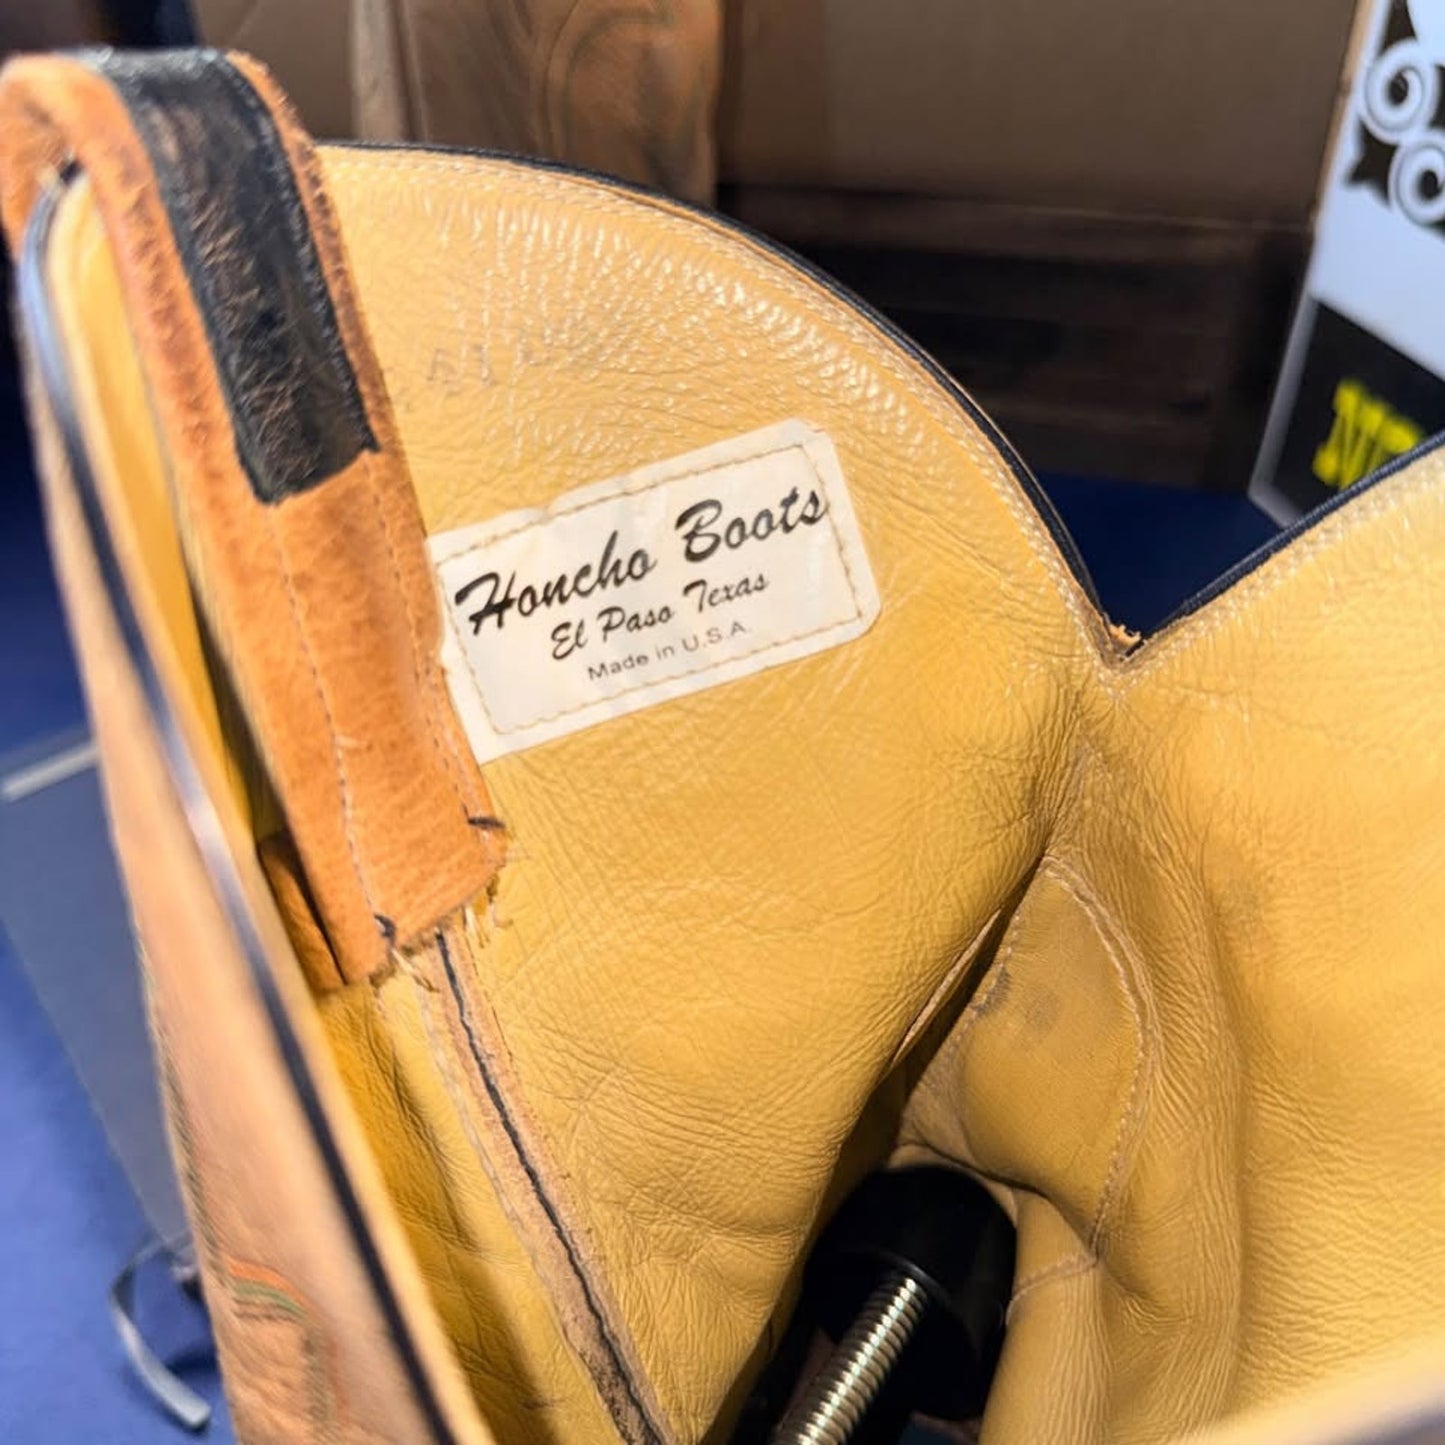 Honcho Boots
El Paso Texas
Made in U.S.A.